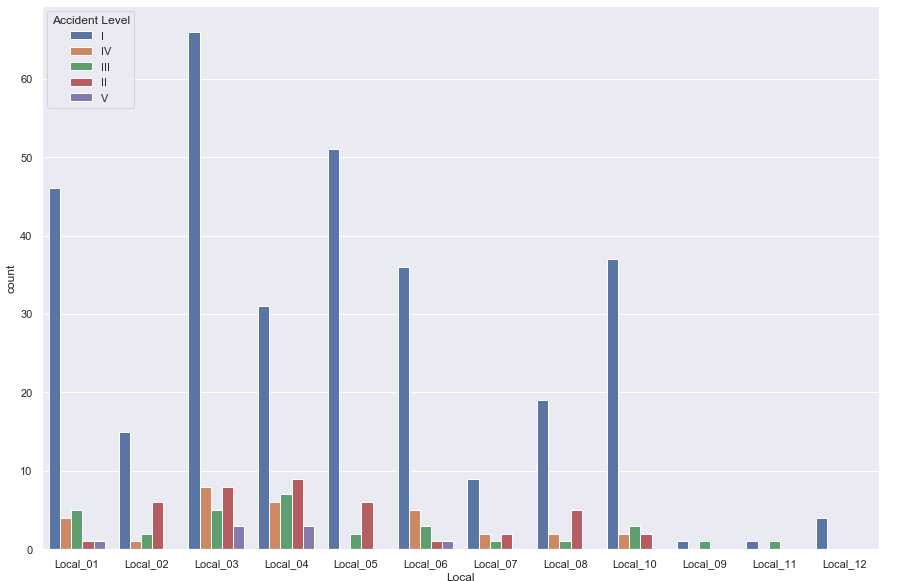 Accident Level
I
IV
III
II
V
60
50
40
30
20
10
0
count
Local_01 Local_02 Local_03 Local_04 Local_05 Local_06 Local_07 Local_08 Local_10 Local_09 Local_11 Local_12
Local